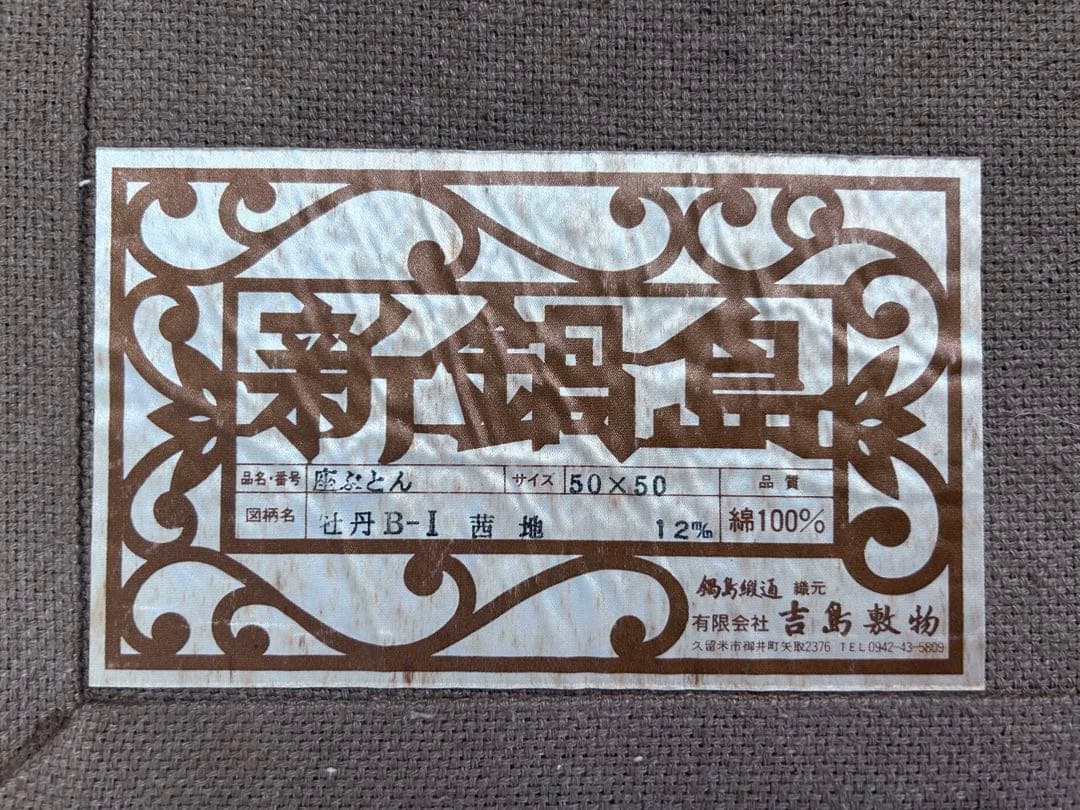 新鍋島
品名・番号 座ぶとん サイズ 50×50 品質
図柄名 牡丹B-I 茜地 12m/m 綿100%
鍋島緞通 織元
有限会社 吉島敷物
久留米市御井町矢取2376 TEL0942-43-5809